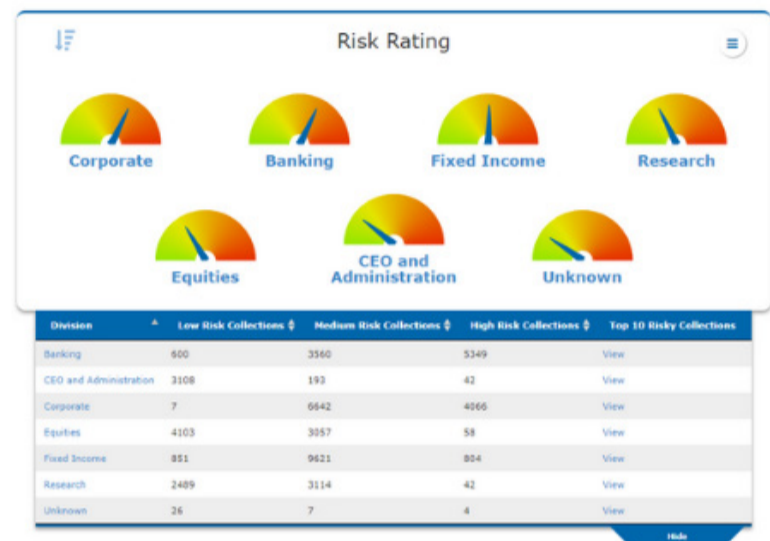 Risk Rating
Corporate Banking Fixed Income Research
Equities CEO and Administration Unknown
Division Low Risk Collections Medium Risk Collections High Risk Collections Top 10 Risky Collections
Banking 600 3560 5349 View
CEO and Administration 3108 193 42 View
Corporate 7 6642 4066 View
Equities 4103 3057 58 View
Fixed Income 851 9621 804 View
Research 2489 3114 42 View
Unknown 26 7 4 View
Hide